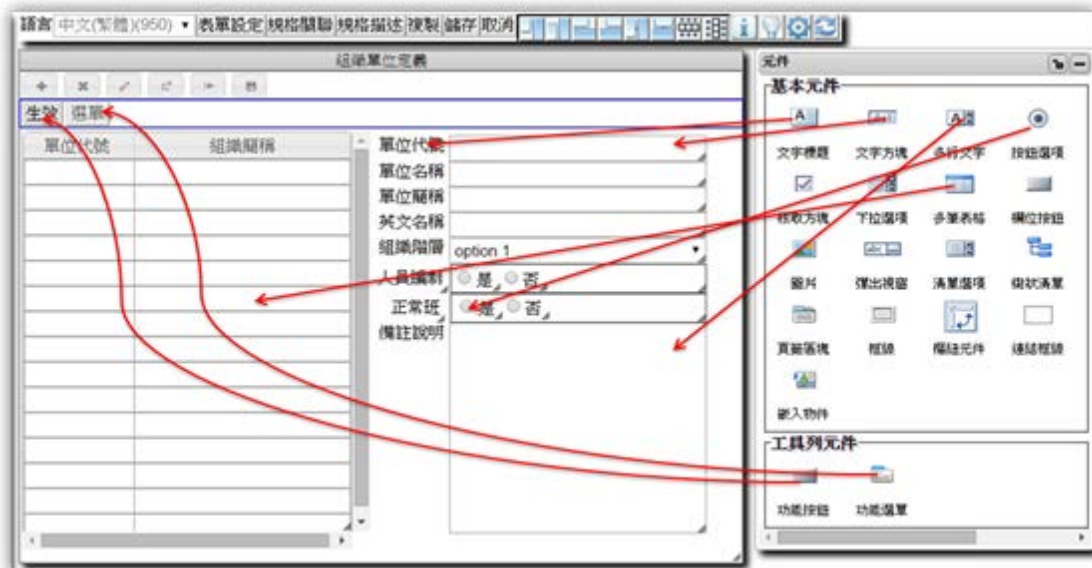 語言 中文(繁體)(950) 表單設定 規格關聯 規格描述 複製 儲存 取消
組織單位定義
生效 選單
單位代號 組織簡稱
單位代號
單位名稱
單位簡稱
英文名稱
組織階層 option 1
人員編制 是 否
正常班 是 否
備註說明
元件
基本元件
文字標題 文字方塊 多行文字 按鈕選項
核取方塊 下拉選項 多筆表格 欄位按鈕
圖片 彈出視窗 清單選項 樹狀清單
頁籤區塊 框線 樞紐元件 連結框線
嵌入物件
工具列元件
功能按鈕 功能選單